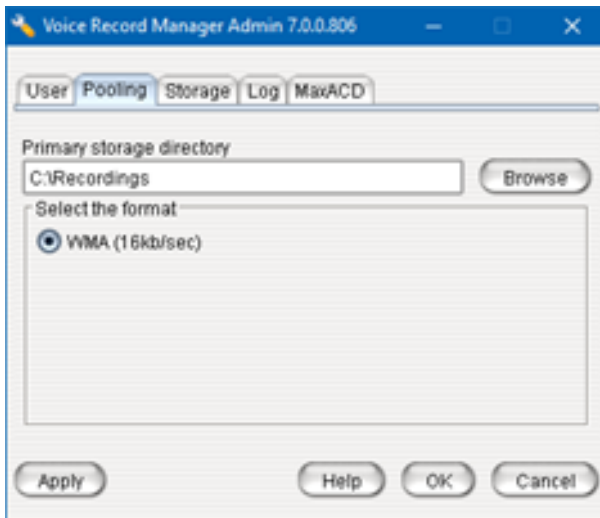 Voice Record Manager Admin 7.0.0.806
User Pooling Storage Log MaxACD
Primary storage directory
C:\Recordings Browse
Select the format
WMA (16kb/sec)
Apply Help OK Cancel